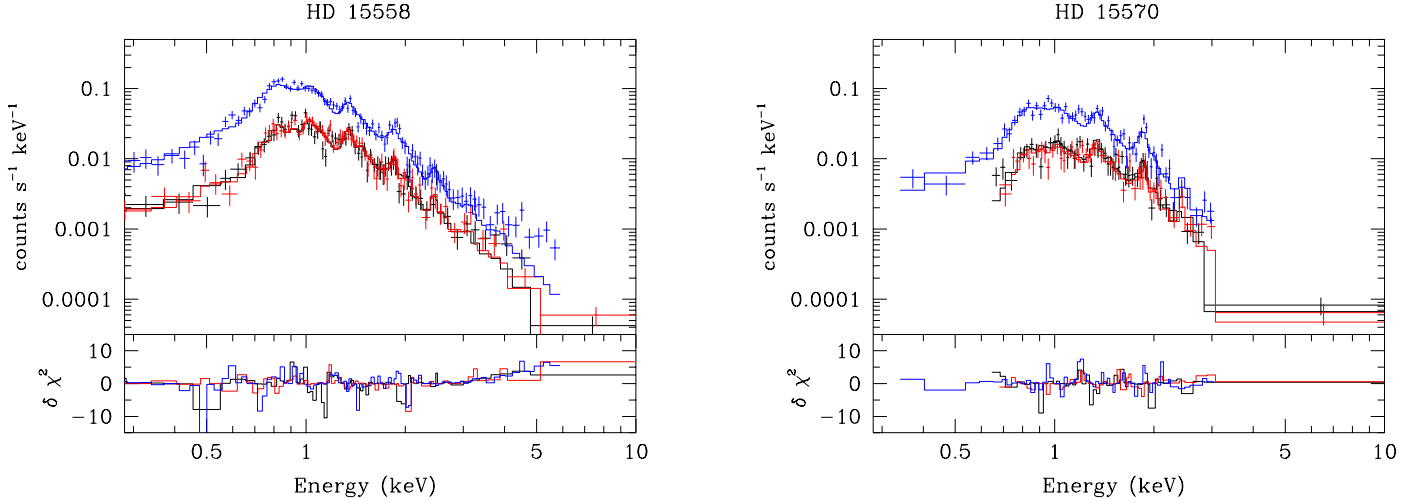 HD 15558
counts s⁻¹ keV⁻¹
0.1
0.01
0.001
0.0001
δ χ²
10
0
−10
0.5 1 2 5 10
Energy (keV)
HD 15570
counts s⁻¹ keV⁻¹
0.1
0.01
0.001
0.0001
δ χ²
10
0
−10
0.5 1 2 5 10
Energy (keV)